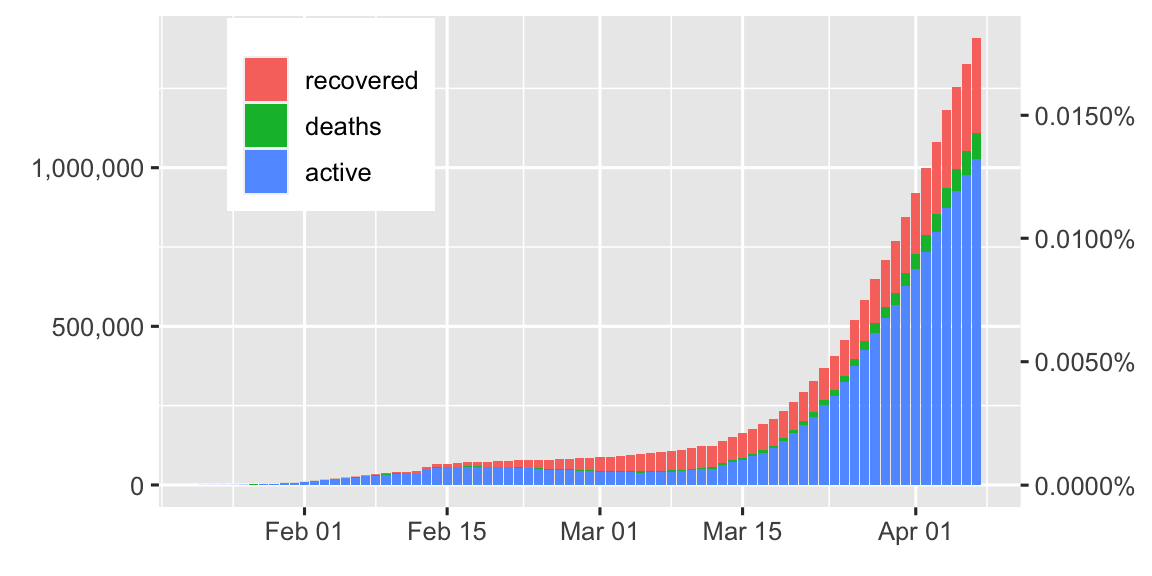 recovered
deaths
active
1,000,000
500,000
0
0.0150%
0.0100%
0.0050%
0.0000%
Feb 01
Feb 15
Mar 01
Mar 15
Apr 01